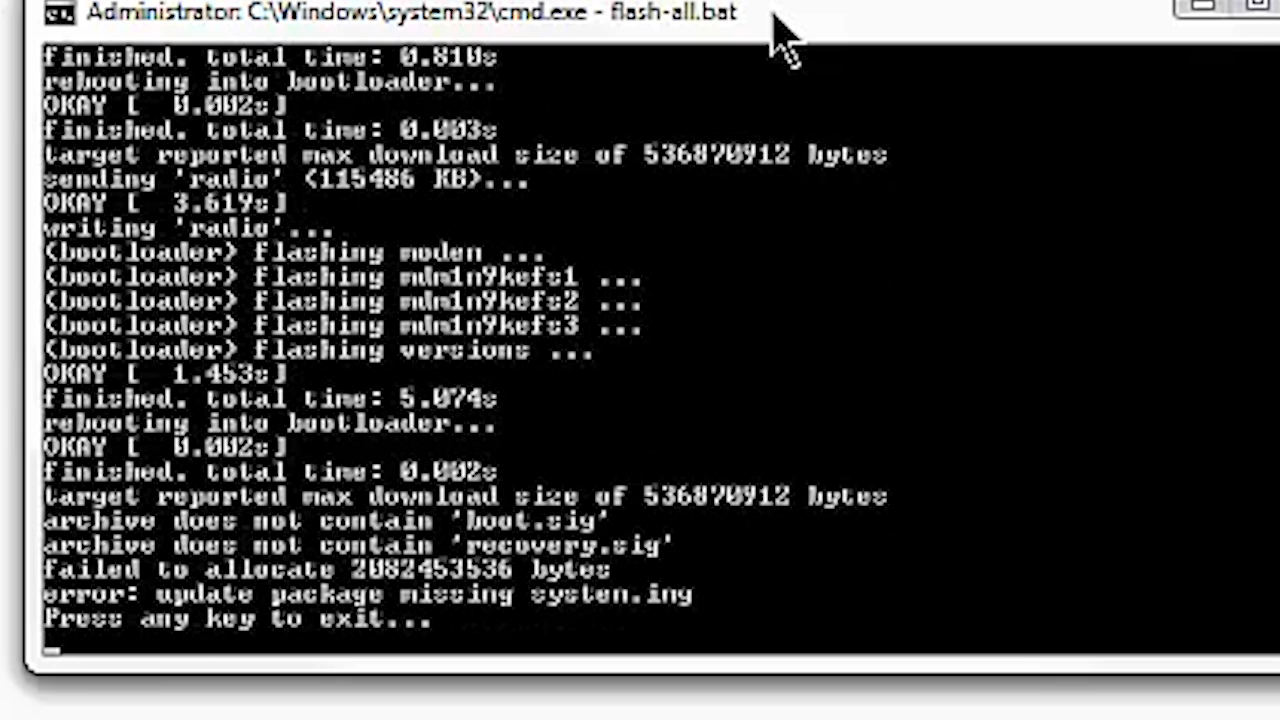 Administrator: C:\Windows\system32\cmd.exe - flash-all.bat
finished. total time: 0.810s
rebooting into bootloader...
OKAY [  0.002s]
finished. total time: 0.003s
target reported max download size of 536870912 bytes
sending 'radio' (115486 KB)...
OKAY [  3.619s]
writing 'radio'...
(bootloader) flashing modem ...
(bootloader) flashing mdm1n9kefs1 ...
(bootloader) flashing mdm1n9kefs2 ...
(bootloader) flashing mdm1n9kefs3 ...
(bootloader) flashing versions ...
OKAY [  1.453s]
finished. total time: 5.074s
rebooting into bootloader...
OKAY [  0.002s]
finished. total time: 0.002s
target reported max download size of 536870912 bytes
archive does not contain 'boot.sig'
archive does not contain 'recovery.sig'
failed to allocate 2082453536 bytes
error: update package missing system.img
Press any key to exit...